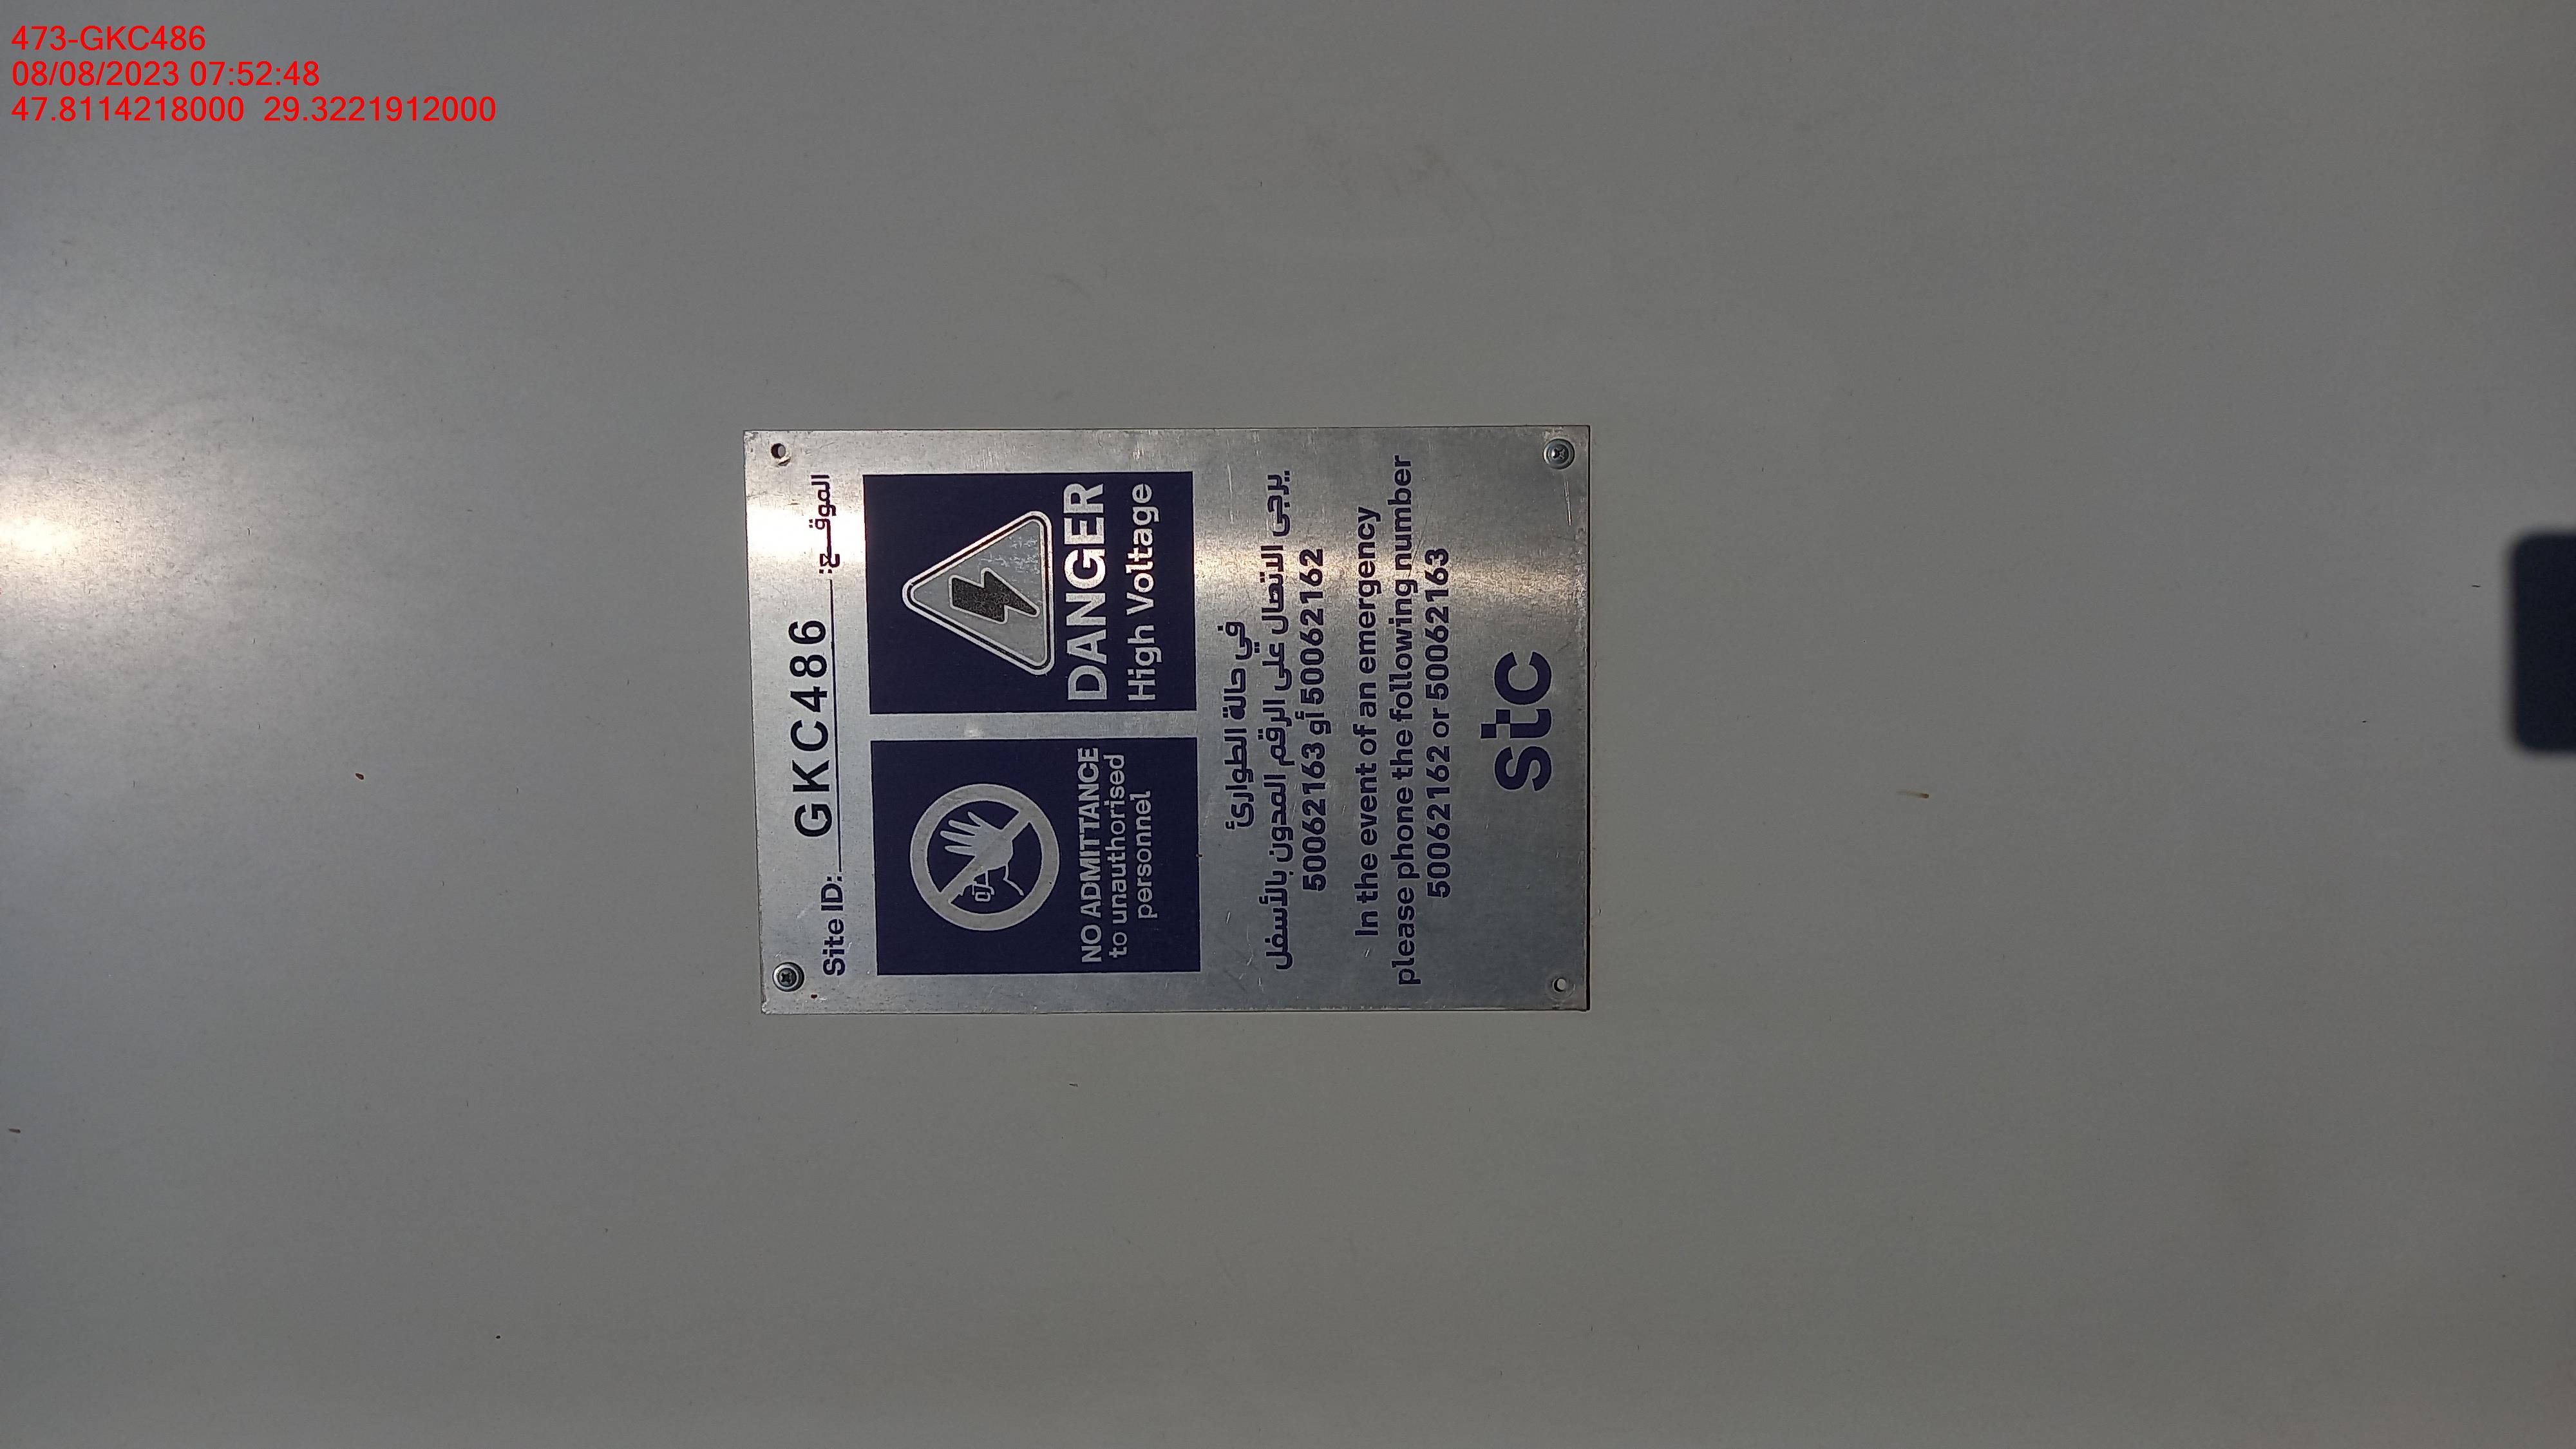 473-GKC486
08/08/2023 07:52:48
47.8114218000 29.3221912000
Site ID: GKC486 الموقـــع:
NO ADMITTANCE
to unauthorised
personnel
DANGER
High Voltage
في حالة الطوارئ
يرجى الاتصال على الرقم المدون بالأسفل
50062162 أو 50062163
In the event of an emergency
please phone the following number
50062162 or 50062163
stc